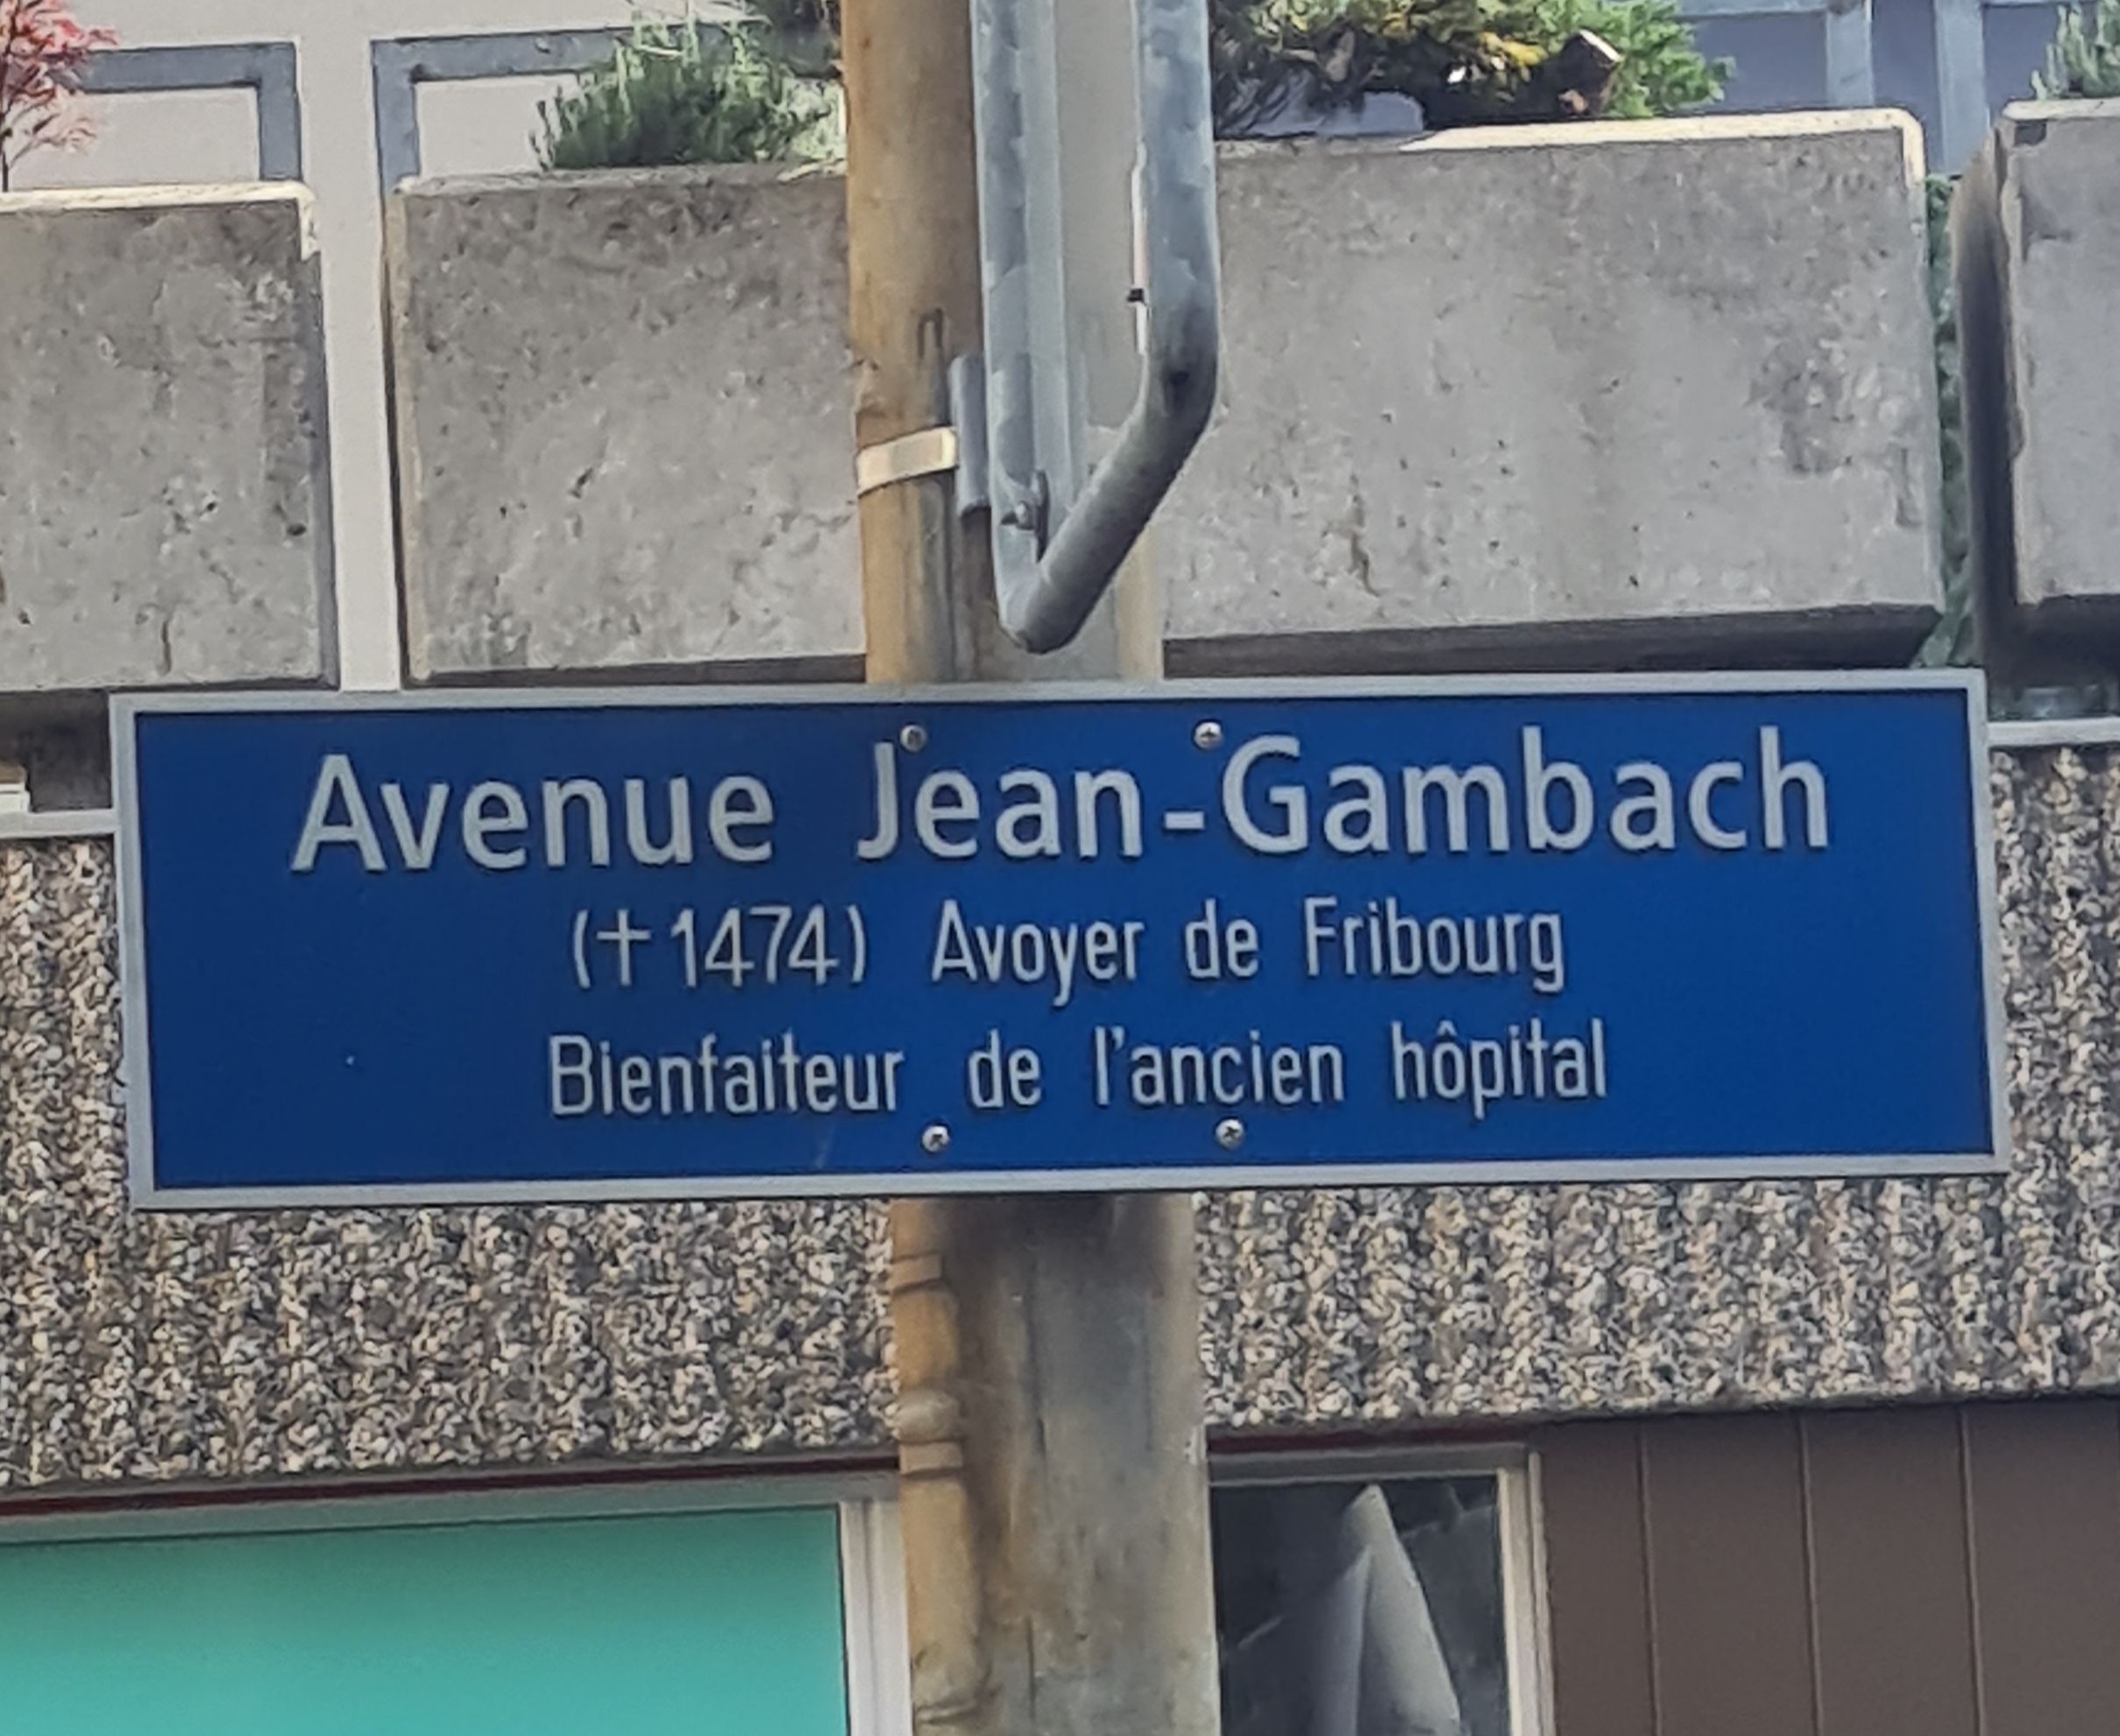 Avenue Jean-Gambach
(†1474) Avoyer de Fribourg
Bienfaiteur de l'ancien hôpital